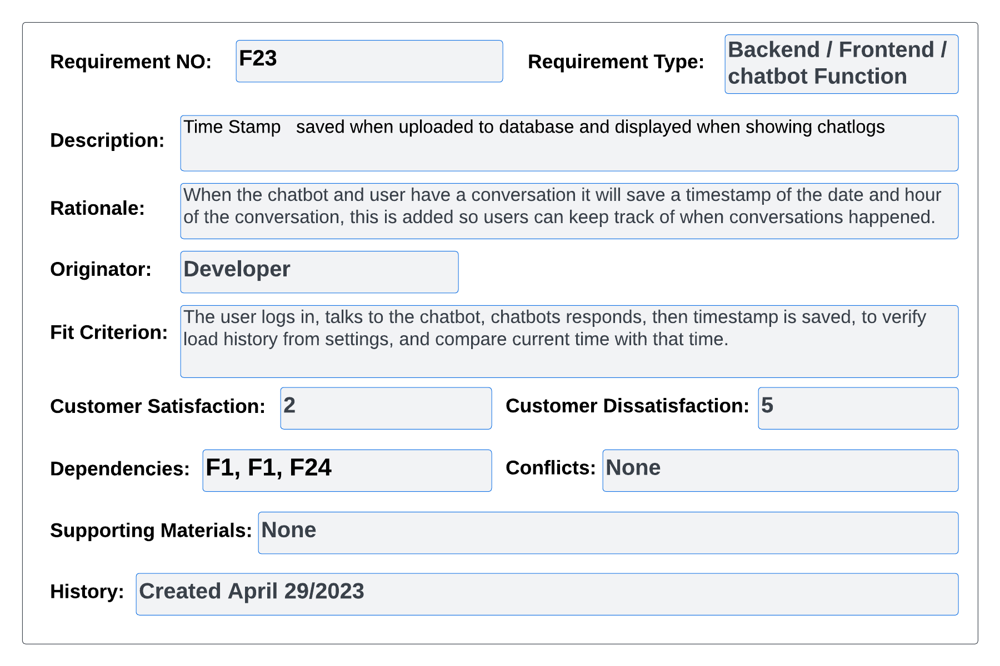 Requirement NO: F23 Requirement Type: Backend / Frontend /
chatbot Function
Description: Time Stamp   saved when uploaded to database and displayed when showing chatlogs
Rationale: When the chatbot and user have a conversation it will save a timestamp of the date and hour
of the conversation, this is added so users can keep track of when conversations happened.
Originator: Developer
Fit Criterion: The user logs in, talks to the chatbot, chatbots responds, then timestamp is saved, to verify
load history from settings, and compare current time with that time.
Customer Satisfaction: 2 Customer Dissatisfaction: 5
Dependencies: F1, F1, F24 Conflicts: None
Supporting Materials: None
History: Created April 29/2023